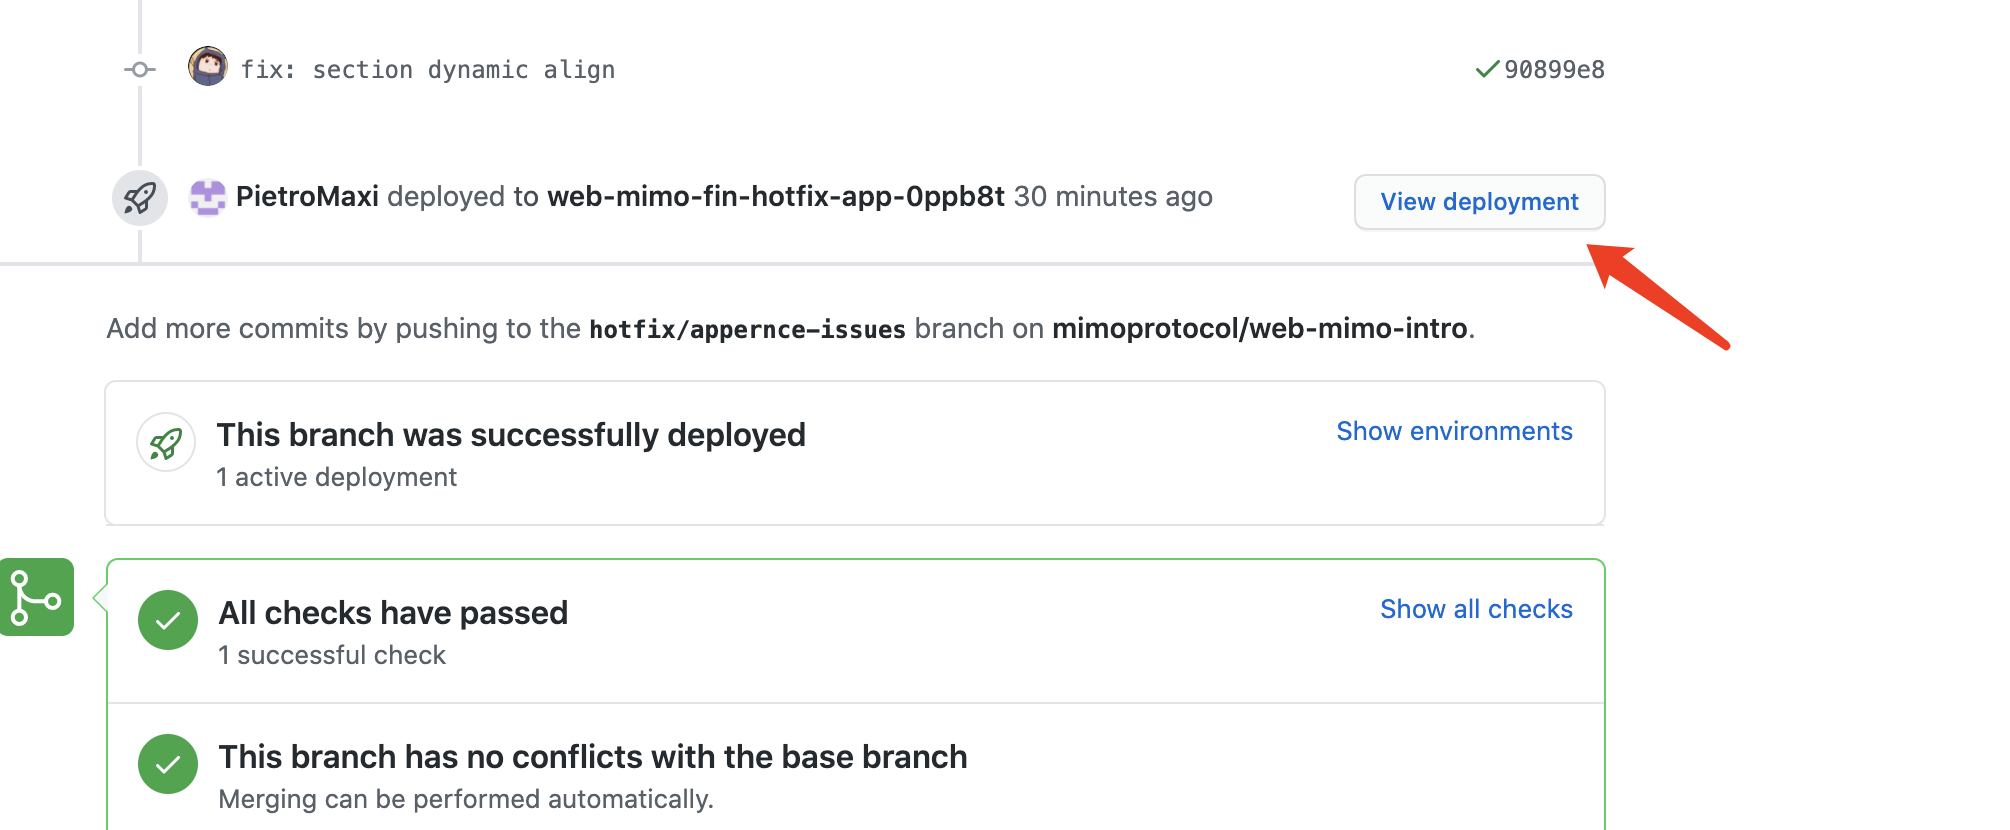 fix: section dynamic align 90899e8
PietroMaxi deployed to web-mimo-fin-hotfix-app-0ppb8t 30 minutes ago View deployment
Add more commits by pushing to the hotfix/appernce-issues branch on mimoprotocol/web-mimo-intro.
This branch was successfully deployed Show environments
1 active deployment
All checks have passed Show all checks
1 successful check
This branch has no conflicts with the base branch
Merging can be performed automatically.